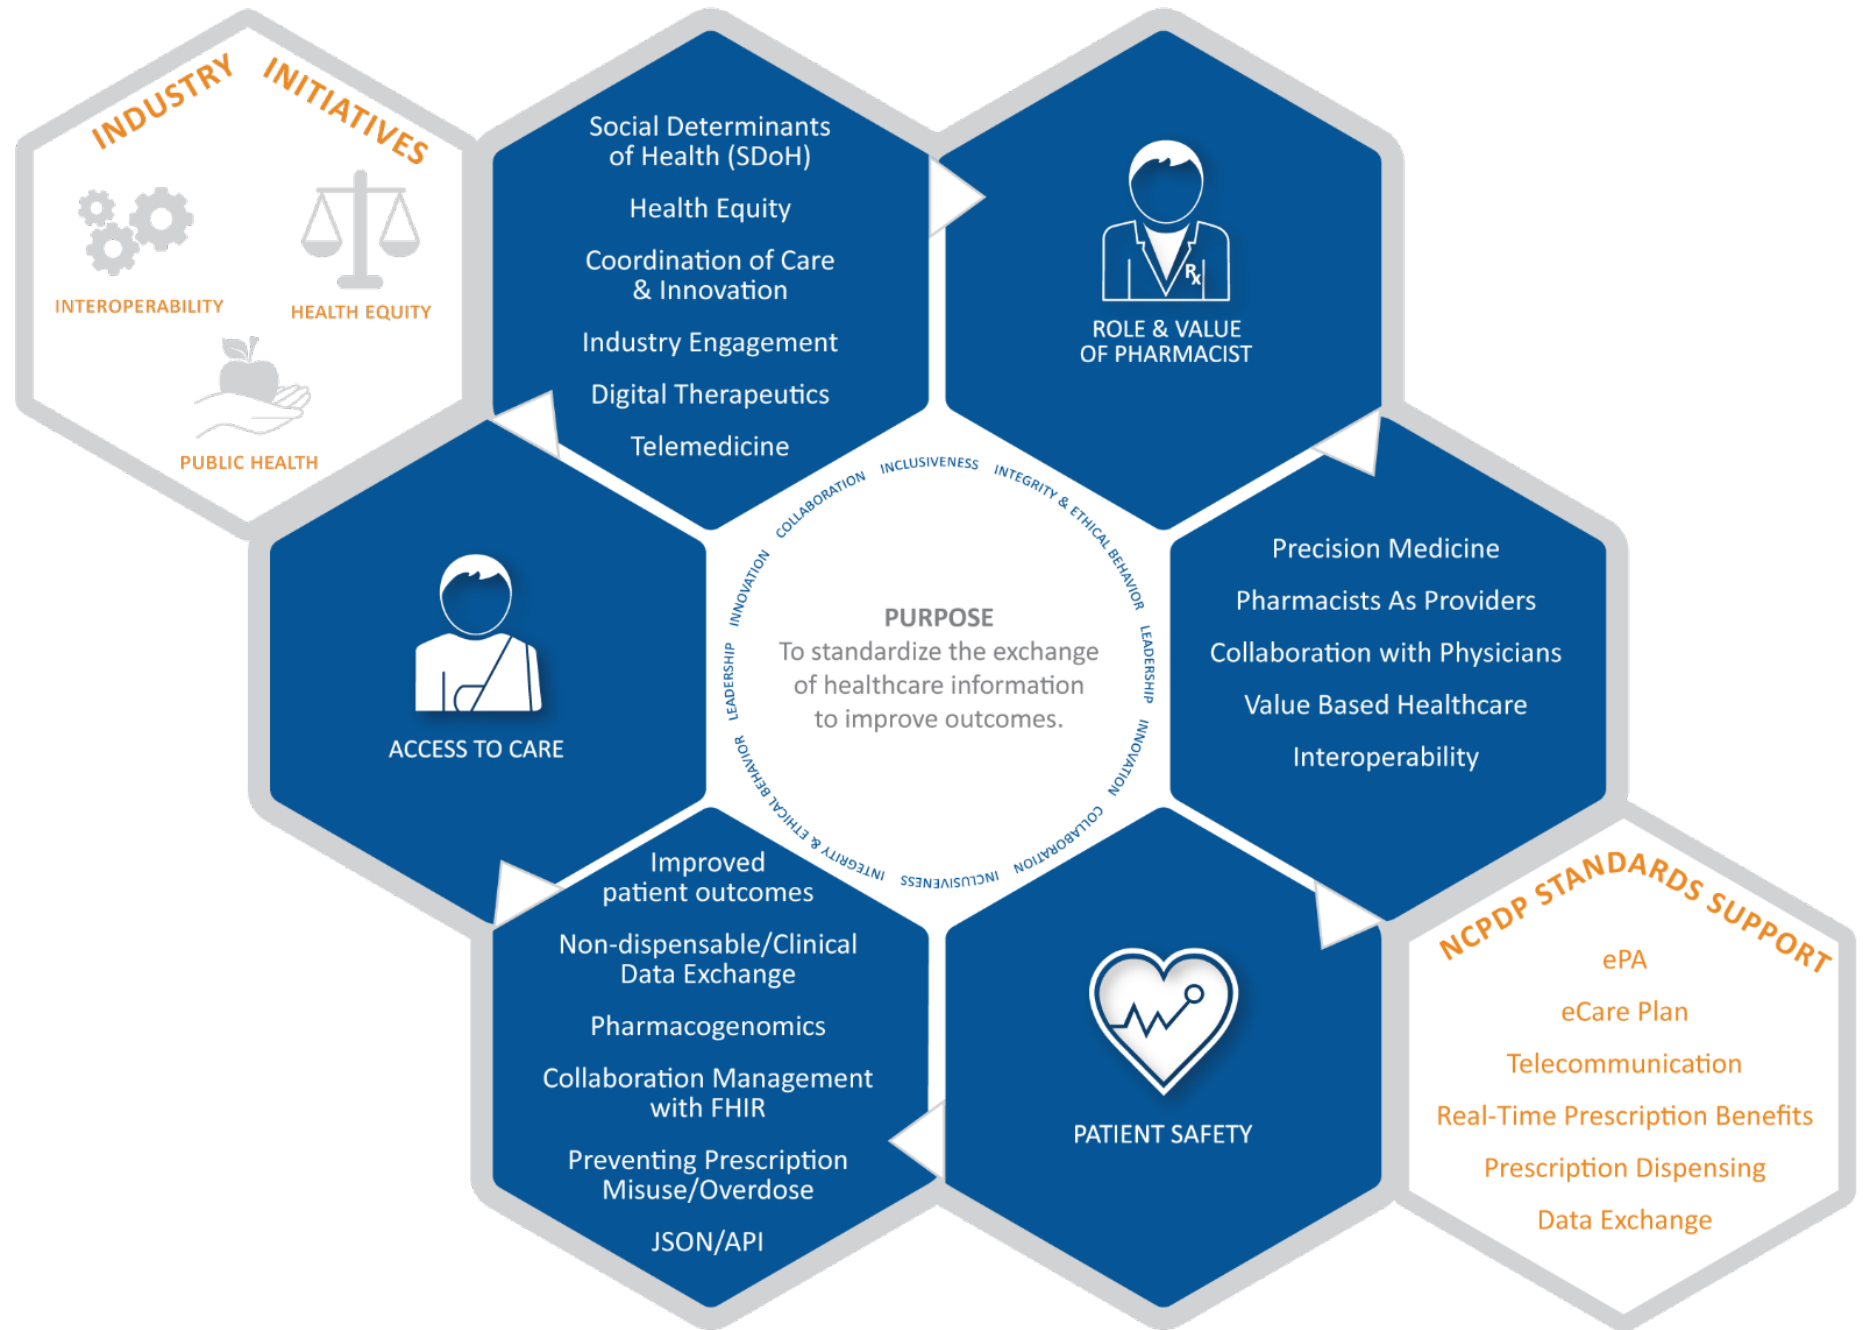 INDUSTRY INITIATIVES
INTEROPERABILITY
HEALTH EQUITY
PUBLIC HEALTH
Social Determinants
of Health (SDoH)
Health Equity
Coordination of Care
& Innovation
Industry Engagement
Digital Therapeutics
Telemedicine
Rx
ROLE & VALUE
OF PHARMACIST
ACCESS TO CARE
LEADERSHIP INNOVATION COLLABORATION INCLUSIVENESS INTEGRITY & ETHICAL BEHAVIOR LEADERSHIP INNOVATION COLLABORATION INCLUSIVENESS INTEGRITY & ETHICAL BEHAVIOR
PURPOSE
To standardize the exchange
of healthcare information
to improve outcomes.
Precision Medicine
Pharmacists As Providers
Collaboration with Physicians
Value Based Healthcare
Interoperability
Improved
patient outcomes
Non-dispensable/Clinical
Data Exchange
Pharmacogenomics
Collaboration Management
with FHIR
Preventing Prescription
Misuse/Overdose
JSON/API
PATIENT SAFETY
NCPDP STANDARDS SUPPORT
ePA
eCare Plan
Telecommunication
Real-Time Prescription Benefits
Prescription Dispensing
Data Exchange